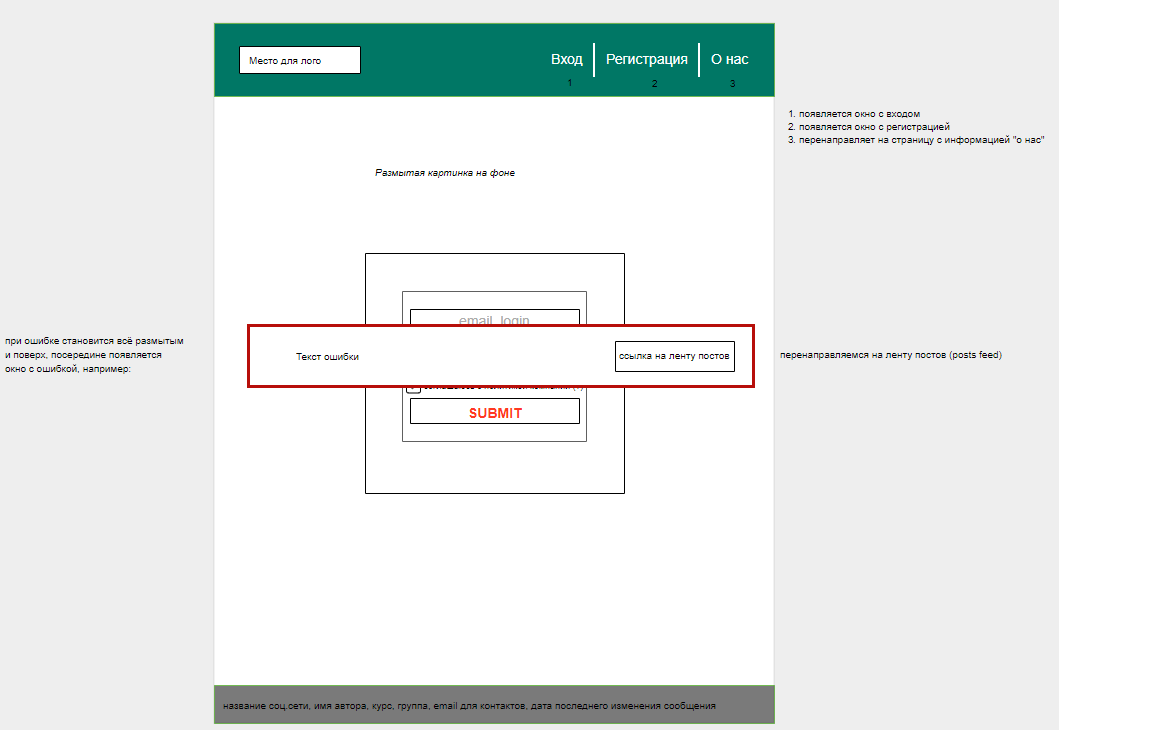 Место для лого
Вход
Регистрация
О нас
1
2
3
1. появляется окно с входом
2. появляется окно с регистрацией
3. перенаправляет на страницу с информацией "о нас"
Размытая картинка на фоне
email, login
при ошибке становится всё размытым
и поверх, посередине появляется
окно с ошибкой, например:
Текст ошибки
ссылка на ленту постов
перенаправляемся на ленту постов (posts feed)
SUBMIT
название соц.сети, имя автора, курс, группа, email для контактов, дата последнего изменения сообщения